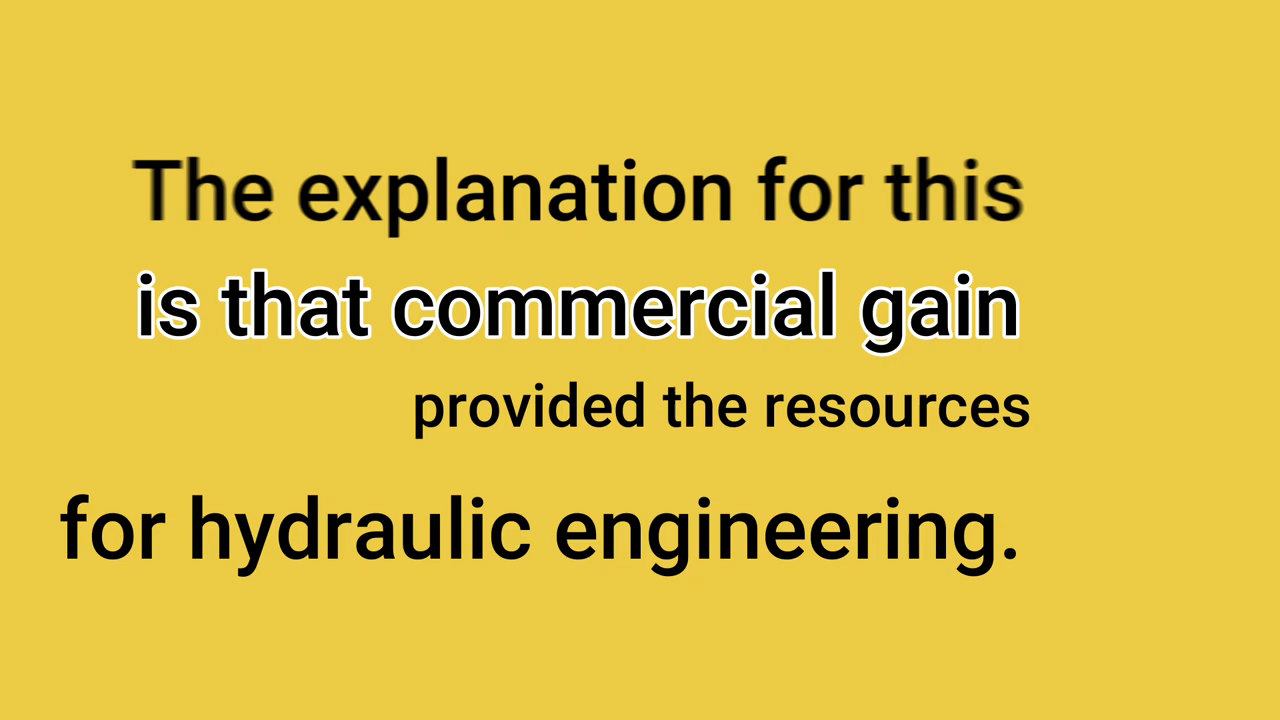 The explanation for this
is that commercial gain
provided the resources
for hydraulic engineering.